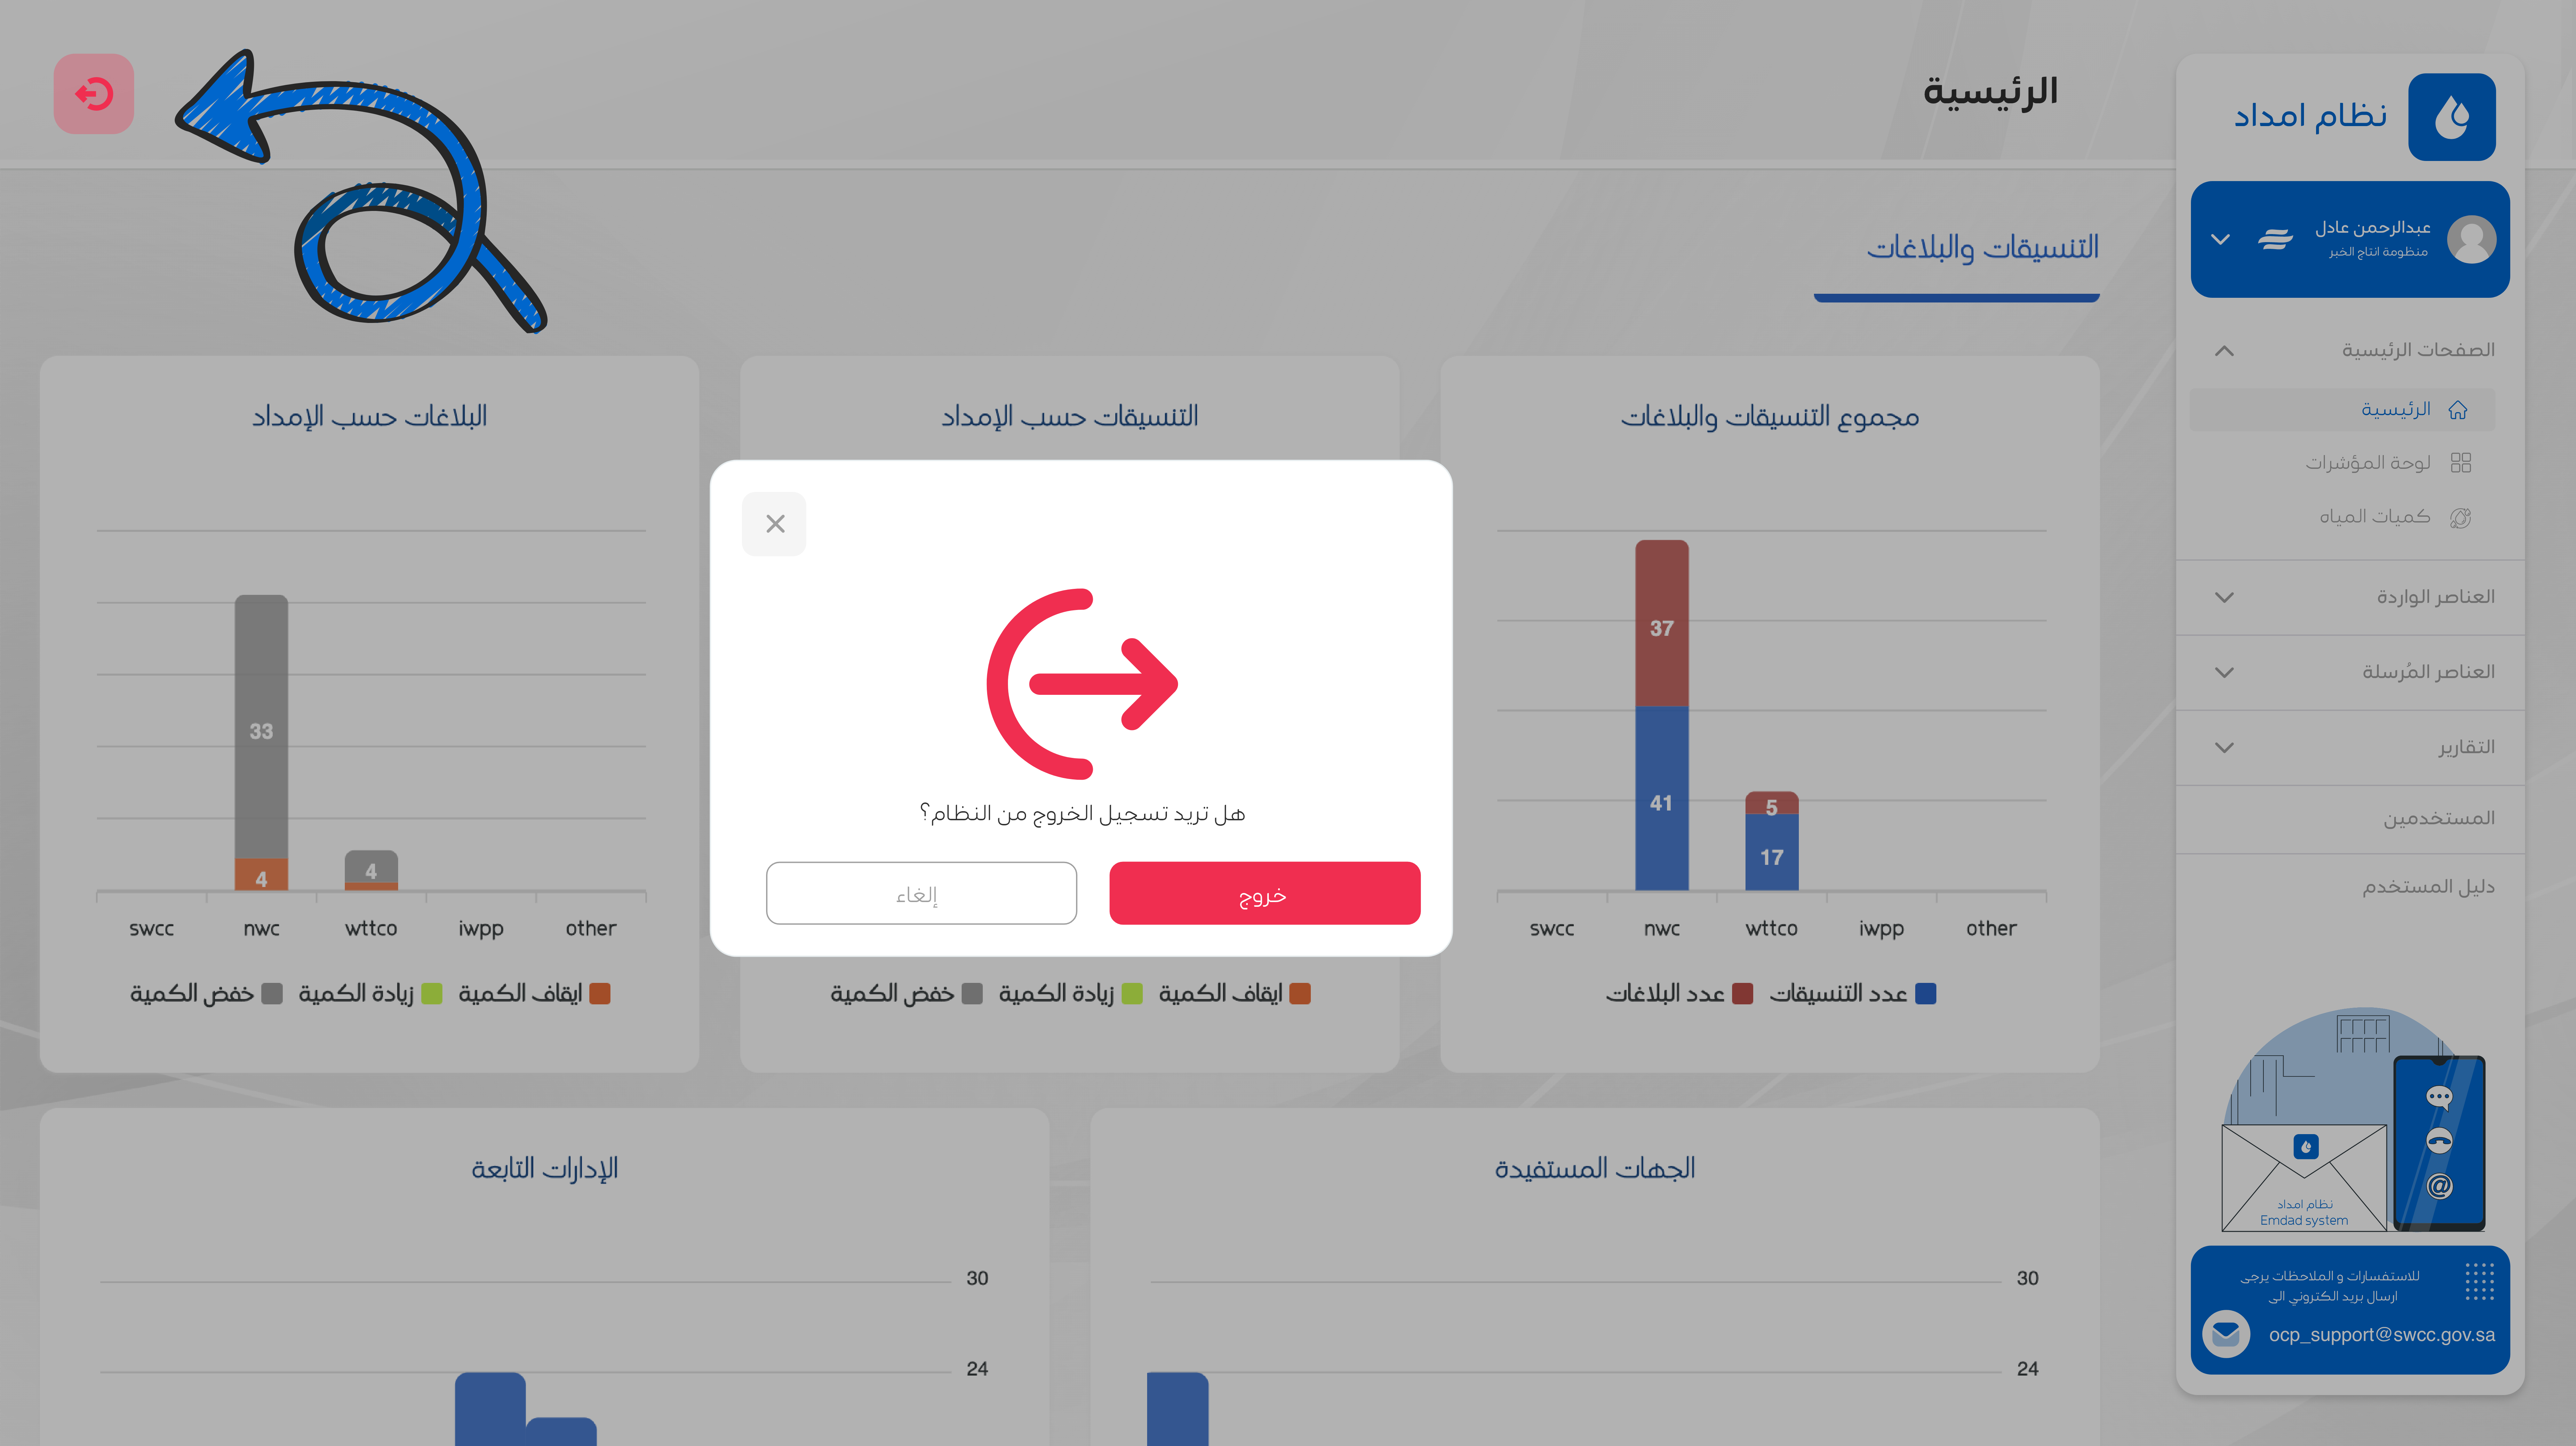 نظام امداد
عبدالرحمن عادل
منظومة انتاج الخبر
الصفحات الرئيسية
الرئيسية
لوحة المؤشرات
كميات المياه
العناصر الواردة
العناصر المُرسلة
التقارير
المستخدمين
دليل المستخدم
نظام امداد
Emdad system
للاستفسارات و الملاحظات يرجى
ارسال بريد الكتروني الى
ocp_support@swcc.gov.sa
الرئيسية
التنسيقات والبلاغات
مجموع التنسيقات والبلاغات
37
41
5
17
swcc nwc wttco iwpp other
عدد التنسيقات عدد البلاغات
التنسيقات حسب الإمداد
ايقاف الكمية زيادة الكمية خفض الكمية
البلاغات حسب الإمداد
33
4
4
swcc nwc wttco iwpp other
ايقاف الكمية زيادة الكمية خفض الكمية
هل تريد تسجيل الخروج من النظام؟
خروج
إلغاء
الجهات المستفيدة
30
24
الإدارات التابعة
30
24